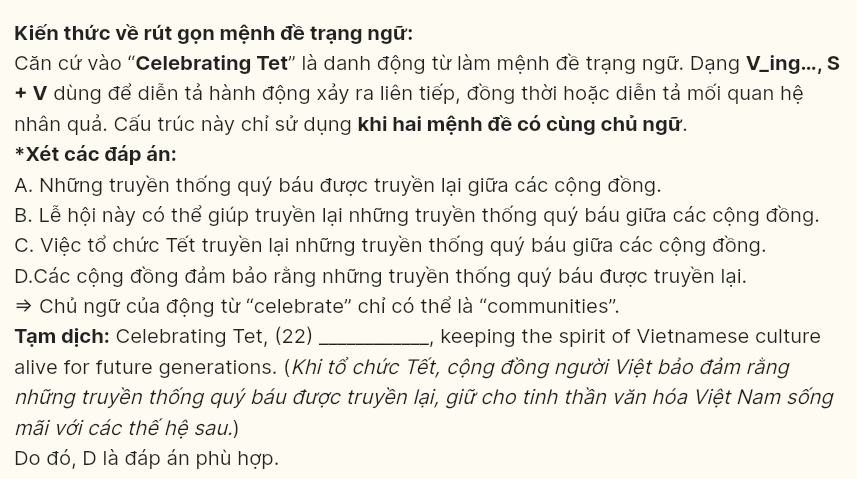 Kiến thức về rút gọn mệnh đề trạng ngữ:
Căn cứ vào “Celebrating Tet” là danh động từ làm mệnh đề trạng ngữ. Dạng V_ing…, S
+ V dùng để diễn tả hành động xảy ra liên tiếp, đồng thời hoặc diễn tả mối quan hệ
nhân quả. Cấu trúc này chỉ sử dụng khi hai mệnh đề có cùng chủ ngữ.
*Xét các đáp án:
A. Những truyền thống quý báu được truyền lại giữa các cộng đồng.
B. Lễ hội này có thể giúp truyền lại những truyền thống quý báu giữa các cộng đồng.
C. Việc tổ chức Tết truyền lại những truyền thống quý báu giữa các cộng đồng.
D.Các cộng đồng đảm bảo rằng những truyền thống quý báu được truyền lại.
⇒ Chủ ngữ của động từ “celebrate” chỉ có thể là “communities”.
Tạm dịch: Celebrating Tet, (22) ____________, keeping the spirit of Vietnamese culture
alive for future generations. (Khi tổ chức Tết, cộng đồng người Việt bảo đảm rằng
những truyền thống quý báu được truyền lại, giữ cho tinh thần văn hóa Việt Nam sống
mãi với các thế hệ sau.)
Do đó, D là đáp án phù hợp.